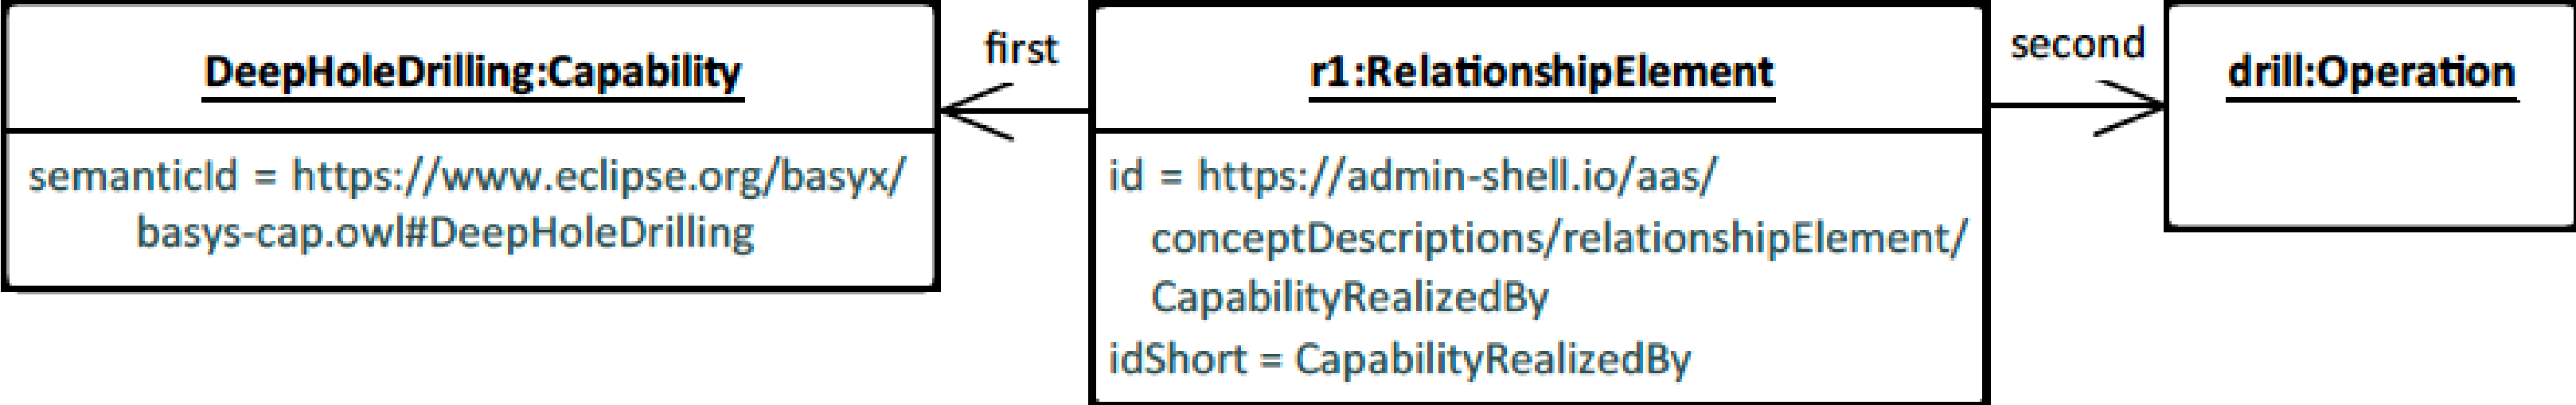 DeepHoleDrilling:Capability
semanticId = https://www.eclipse.org/basyx/
basys-cap.owl#DeepHoleDrilling
first
r1:RelationshipElement
id = https://admin-shell.io/aas/
conceptDescriptions/relationshipElement/
CapabilityRealizedBy
idShort = CapabilityRealizedBy
second
drill:Operation